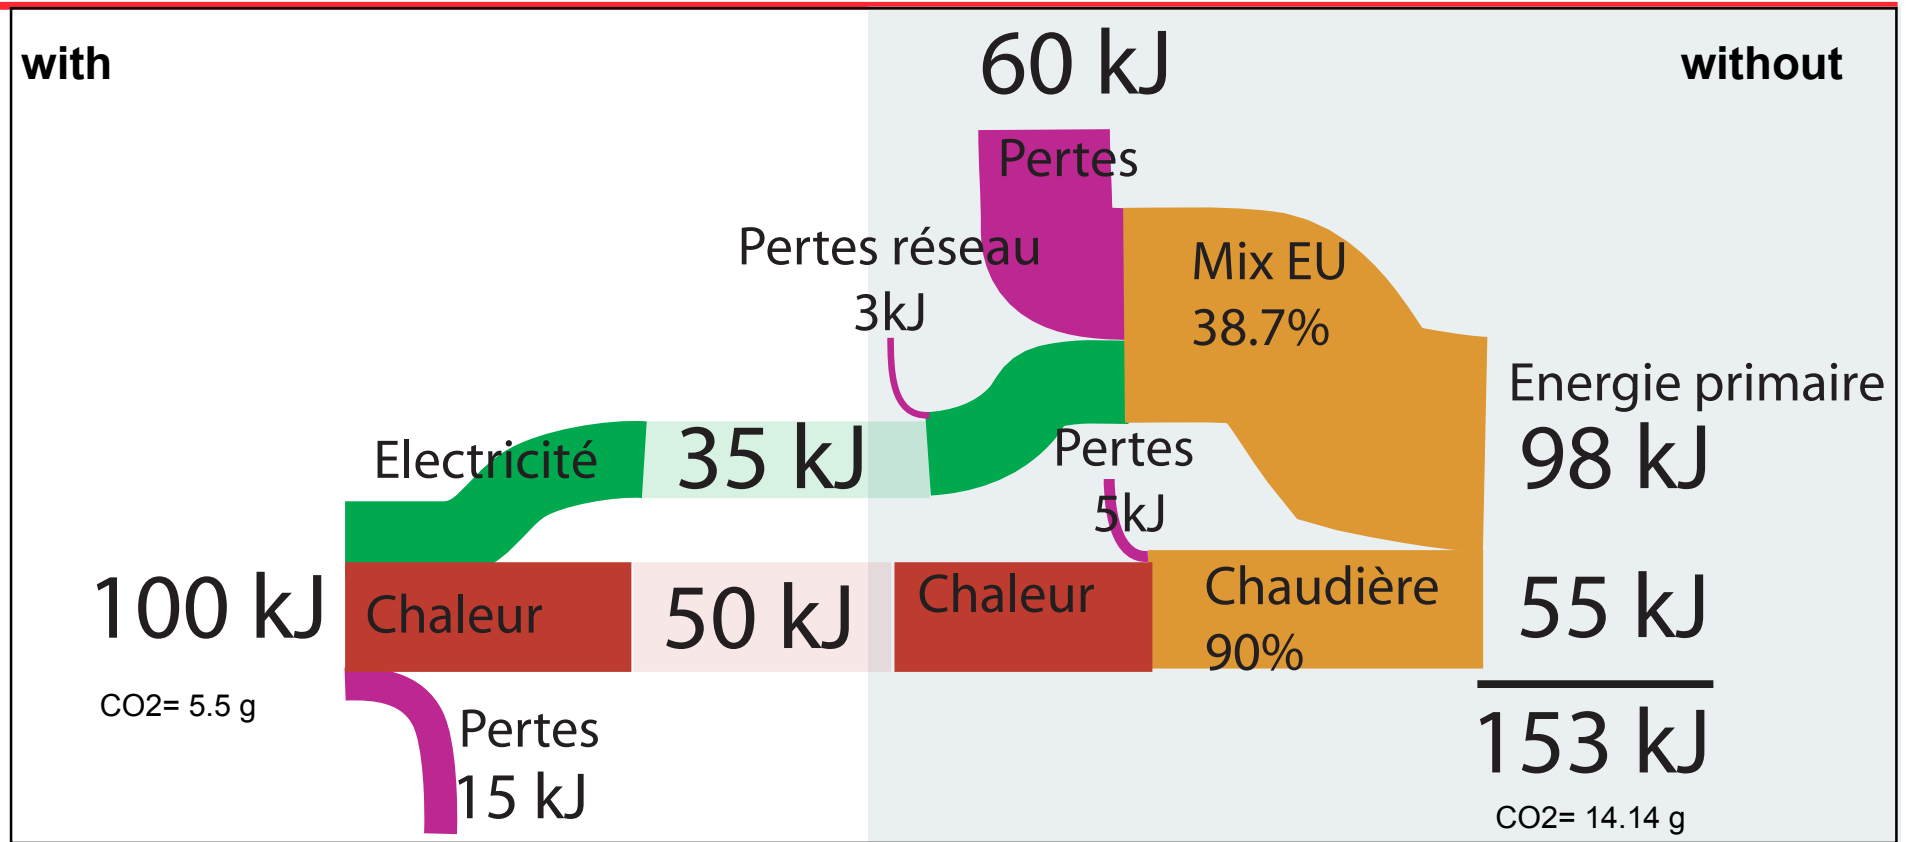 with
60 kJ
without
Pertes
Pertes réseau
3kJ
Mix EU
38.7%
Energie primaire
98 kJ
Electricité
35 kJ
Pertes
5kJ
100 kJ
Chaleur
50 kJ
Chaleur
Chaudière
90%
55 kJ
CO2= 5.5 g
Pertes
15 kJ
153 kJ
CO2= 14.14 g